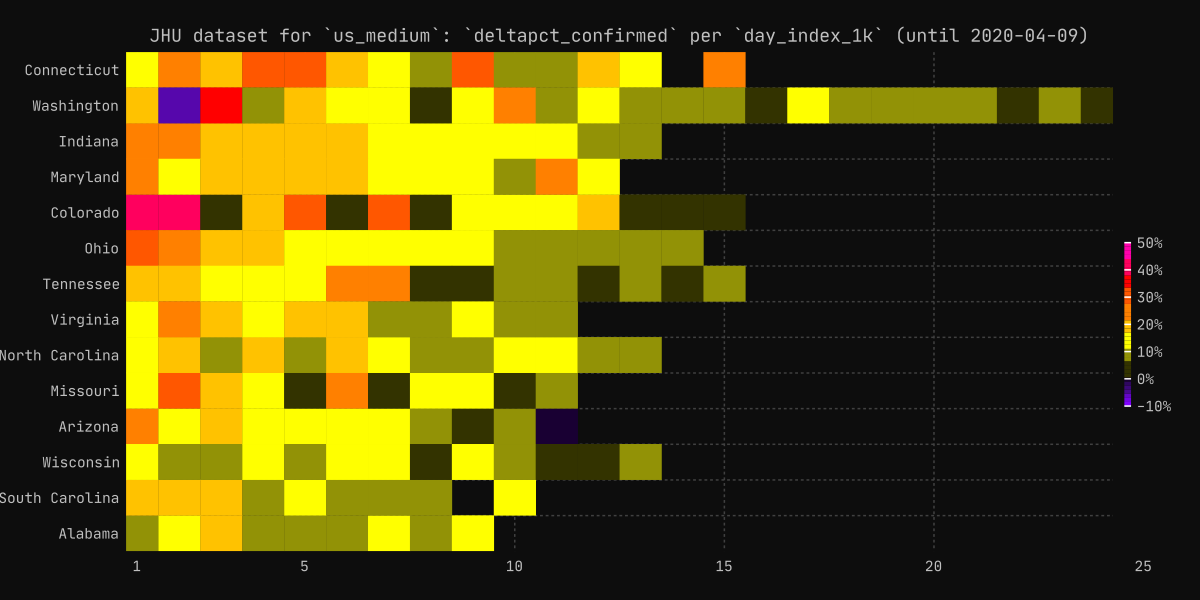 JHU dataset for `us_medium`: `deltapct_confirmed` per `day_index_1k` (until 2020-04-09)
Connecticut
Washington
Indiana
Maryland
Colorado
Ohio
Tennessee
Virginia
North Carolina
Missouri
Arizona
Wisconsin
South Carolina
Alabama
50%
40%
30%
20%
10%
0%
-10%
1 5 10 15 20 25